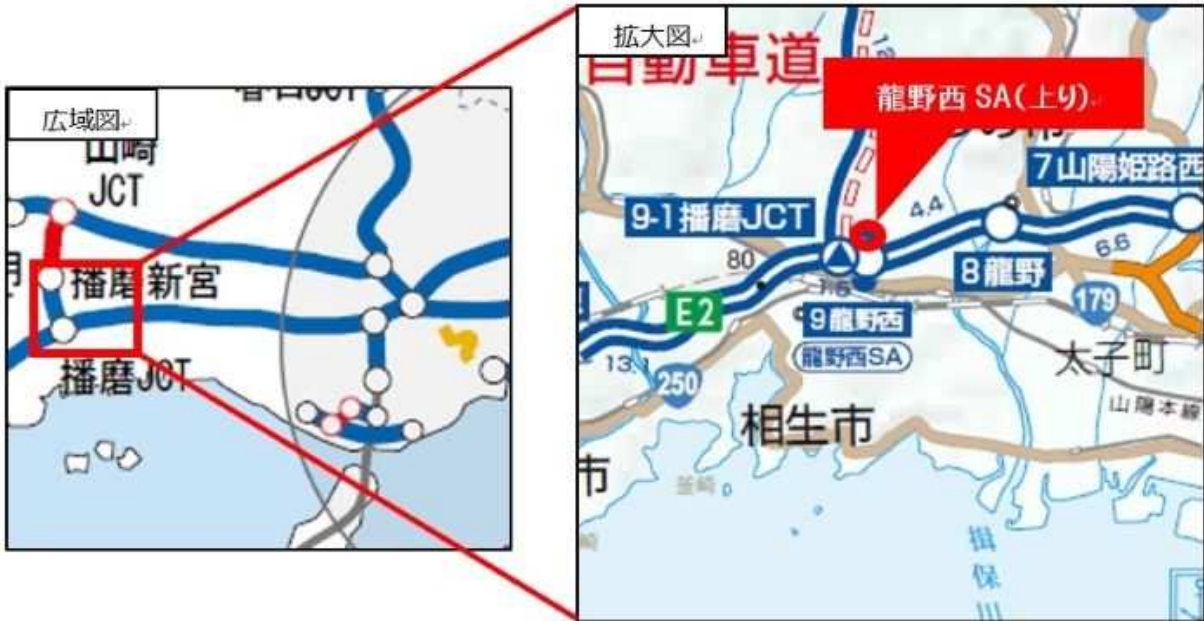 広域図
山崎
JCT
播磨新宮
播磨JCT
拡大図
自動車道
龍野西 SA(上り)
7山陽姫路西
9-1播磨JCT
4.4
6.6
80
8龍野
E2
1.6
9龍野西
龍野西SA
179
太子町
13.1
250
山陽本線
相生市
市
釜崎
揖保川